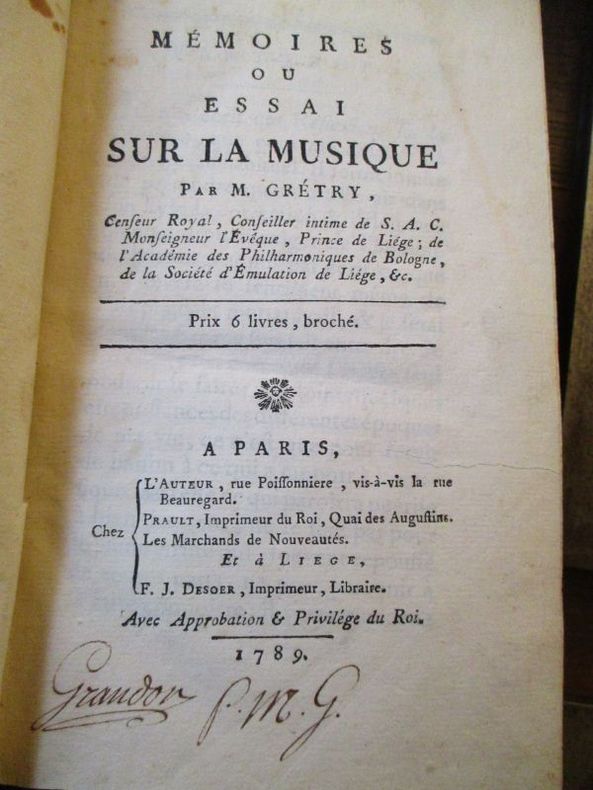 MÉMOIRES
OU
ESSAI
SUR LA MUSIQUE
PAR M. GRÉTRY,
Cenſeur Royal, Conſeiller intime de S. A. C.
Monſeigneur l'Evêque, Prince de Liége; de
l'Académie des Philharmoniques de Bologne,
de la Société d'Émulation de Liége, &c.
Prix 6 livres, broché.
A PARIS,
L'AUTEUR, rue Poiſſonniere, vis-à-vis la rue
Beauregard.
PRAULT, Imprimeur du Roi, Quai des Auguſtins.
Chez
Les Marchands de Nouveautés.
Et à LIEGE,
F. J. DESOER, Imprimeur, Libraire.
Avec Approbation & Privilége du Roi.
1789.
Grandon P. M. G.